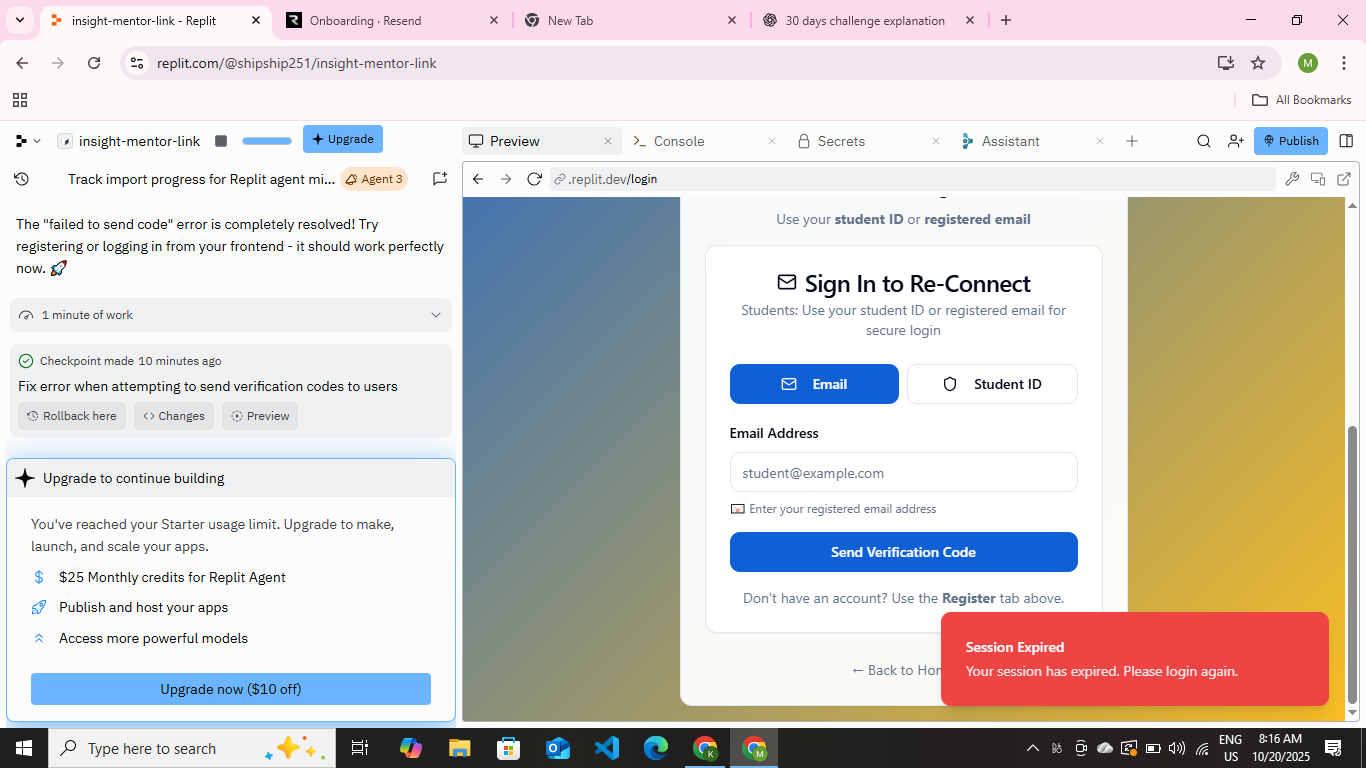 insight-mentor-link - Replit
Onboarding · Resend
New Tab
30 days challenge explanation
replit.com/@shipship251/insight-mentor-link
M
All Bookmarks
insight-mentor-link
Upgrade
Preview
Console
Secrets
Assistant
Publish
Track import progress for Replit agent mi...
Agent 3
.replit.dev/login
The "failed to send code" error is completely resolved! Try
registering or logging in from your frontend - it should work perfectly
now. 🚀
1 minute of work
Checkpoint made 10 minutes ago
Fix error when attempting to send verification codes to users
Rollback here
Changes
Preview
Upgrade to continue building
You've reached your Starter usage limit. Upgrade to make,
launch, and scale your apps.
$25 Monthly credits for Replit Agent
Publish and host your apps
Access more powerful models
Upgrade now ($10 off)
Use your student ID or registered email
Sign In to Re-Connect
Students: Use your student ID or registered email for
secure login
Email
Student ID
Email Address
student@example.com
Enter your registered email address
Send Verification Code
Don't have an account? Use the Register tab above.
← Back to Hom
Session Expired
Your session has expired. Please login again.
Type here to search
K
M
ENG
US
8:16 AM
10/20/2025